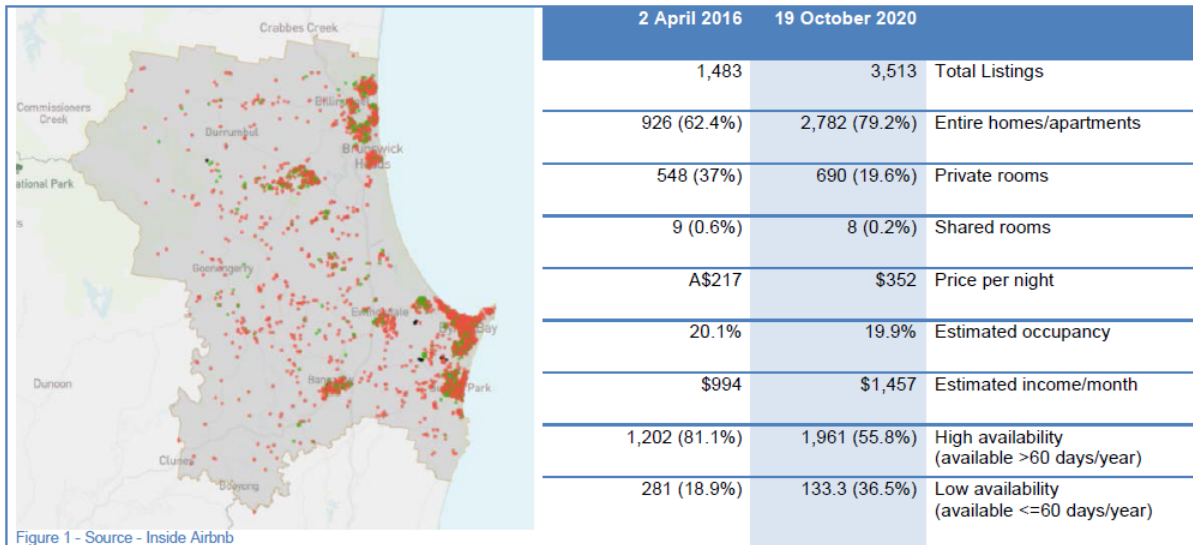 Crabbes Creek
Commissioners
Creek
Durrumbul
Brunswick
Heads
ational Park
s
Goonengerry
Dunoon
Clunes
Booyong
Figure 1 - Source - Inside Airbnb
2 April 2016 19 October 2020
1,483 3,513 Total Listings
926 (62.4%) 2,782 (79.2%) Entire homes/apartments
548 (37%) 690 (19.6%) Private rooms
9 (0.6%) 8 (0.2%) Shared rooms
A$217 $352 Price per night
20.1% 19.9% Estimated occupancy
$994 $1,457 Estimated income/month
1,202 (81.1%) 1,961 (55.8%) High availability
(available >60 days/year)
281 (18.9%) 133.3 (36.5%) Low availability
(available <=60 days/year)